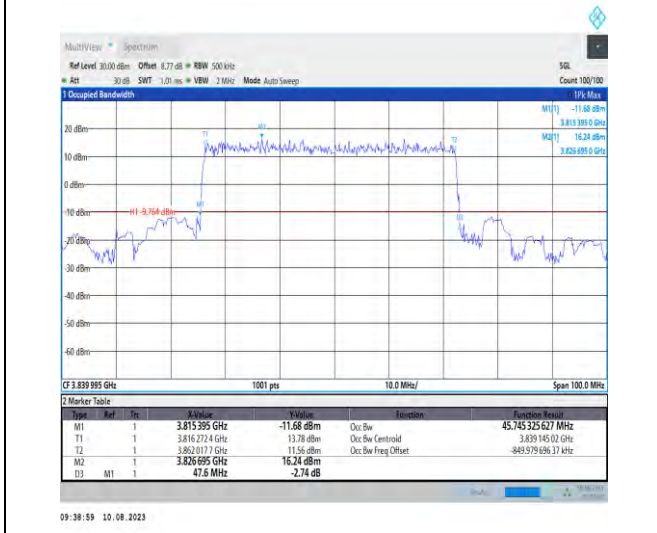 MultiView Spectrum
Ref Level 30.00 dBm Offset 8.77 dB RBW 500 kHz SGL
Att 30 dB SWT 1.01 ms VBW 2 MHz Mode Auto Sweep Count 100/100
1 Occupied Bandwidth 1Pk Max
M1[1] -11.68 dBm
3.815 395 0 GHz
M2[1] 16.24 dBm
3.826 695 0 GHz
20 dBm
T1
M2
T2
10 dBm
0 dBm
-10 dBm
H1 -9.764 dBm
M1
D3
-20 dBm
-30 dBm
-40 dBm
-50 dBm
-60 dBm
CF 3.839 995 GHz 1001 pts 10.0 MHz/ Span 100.0 MHz
2 Marker Table
Type Ref Trc X-Value Y-Value Function Function Result
M1 1 3.815 395 GHz -11.68 dBm Occ Bw 45.745 325 627 MHz
T1 1 3.816 272 4 GHz 13.78 dBm Occ Bw Centroid 3.839 145 02 GHz
T2 1 3.862 017 7 GHz 11.56 dBm Occ Bw Freq Offset -849.979 696 37 kHz
M2 1 3.826 695 GHz 16.24 dBm
D3 M1 1 47.6 MHz -2.74 dB
09:38:59 10.08.2023